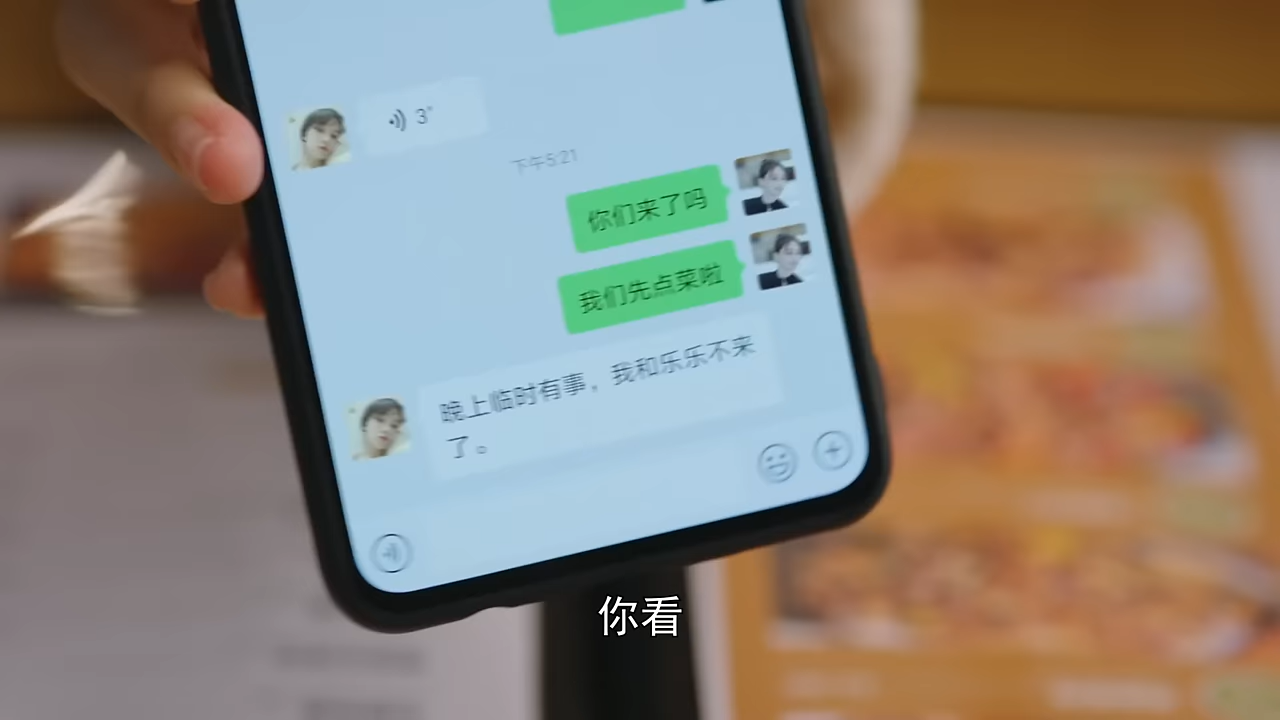 3"
下午5:21
你们来了吗
我们先点菜啦
晚上临时有事，我和乐乐不来
了。
你看